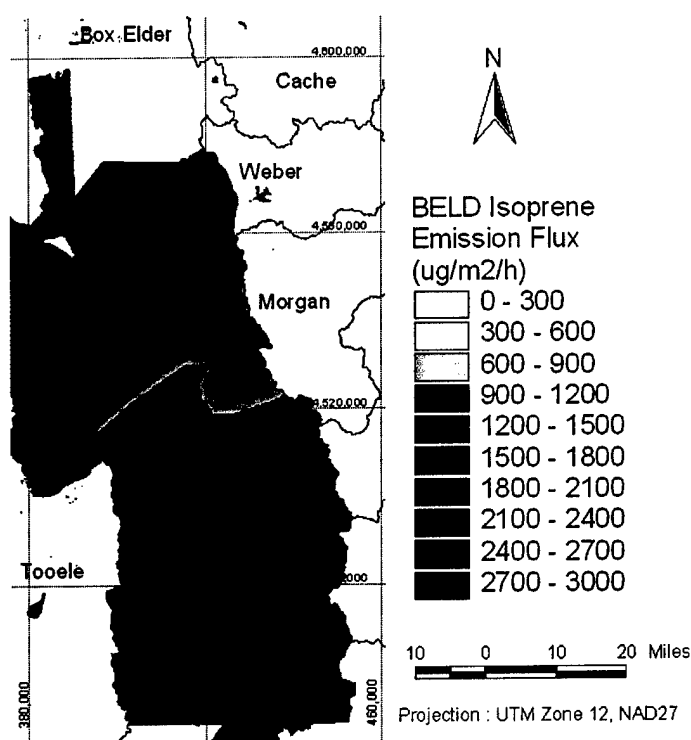 Box Elder
4,600,000
Cache
N
Weber
BELD Isoprene
Emission Flux
(ug/m2/h)
4,560,000
0 - 300
Morgan
300 - 600
600 - 900
900 - 1200
4,520,000
1200 - 1500
1500 - 1800
1800 - 2100
2100 - 2400
2400 - 2700
Tooele
2700 - 3000
10 0 10 20 Miles
380,000
460,000
Projection : UTM Zone 12, NAD27